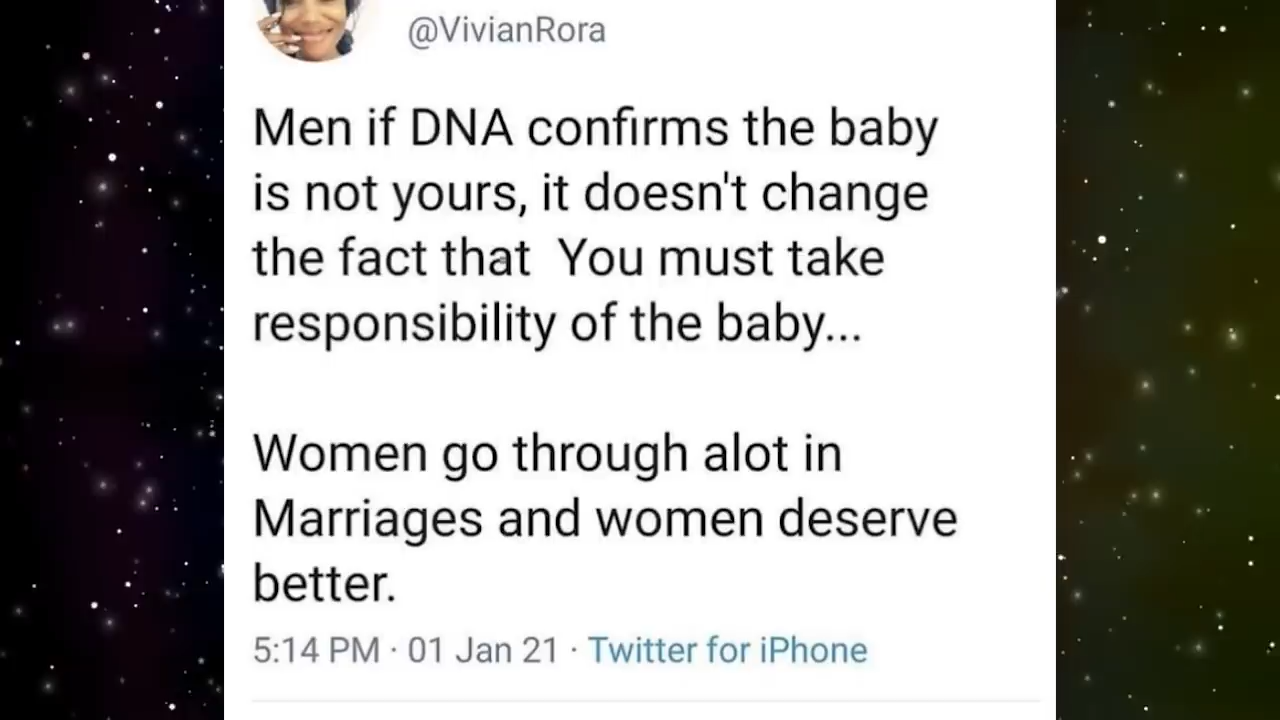 @VivianRora
Men if DNA confirms the baby
is not yours, it doesn't change
the fact that  You must take
responsibility of the baby...
Women go through alot in
Marriages and women deserve
better.
5:14 PM · 01 Jan 21 · Twitter for iPhone